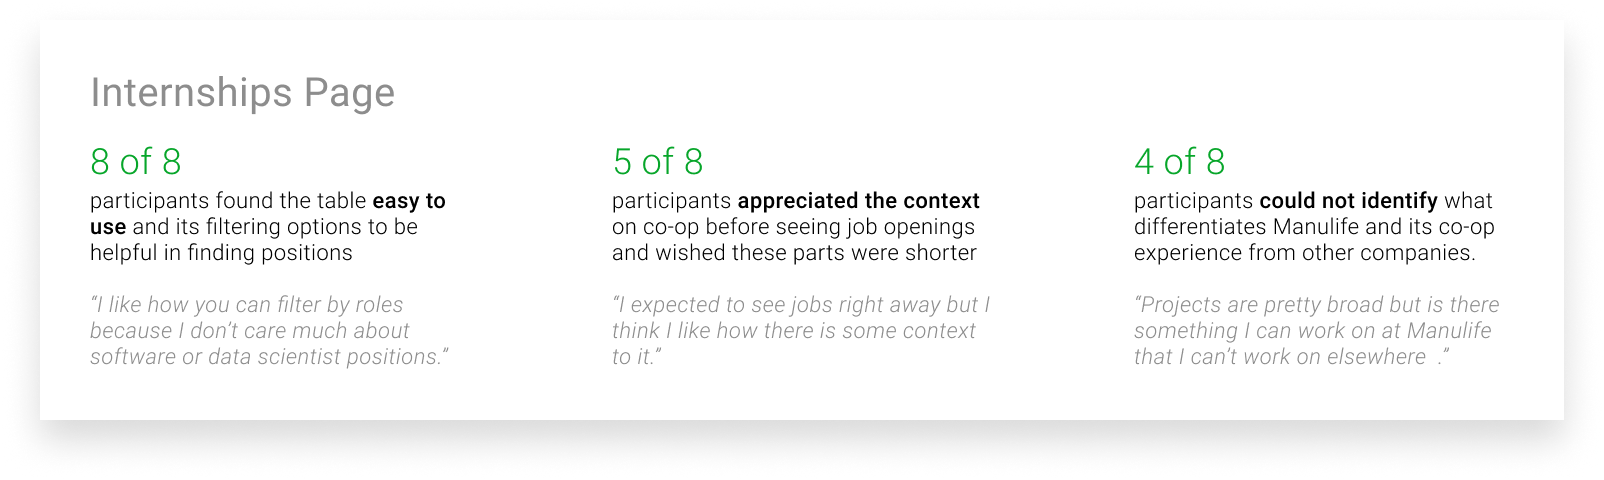 Internships Page
8 of 8
participants found the table easy to
use and its filtering options to be
helpful in finding positions
“I like how you can filter by roles
because I don’t care much about
software or data scientist positions.”
5 of 8
participants appreciated the context
on co-op before seeing job openings
and wished these parts were shorter
“I expected to see jobs right away but I
think I like how there is some context
to it.”
4 of 8
participants could not identify what
differentiates Manulife and its co-op
experience from other companies.
“Projects are pretty broad but is there
something I can work on at Manulife
that I can’t work on elsewhere  .”